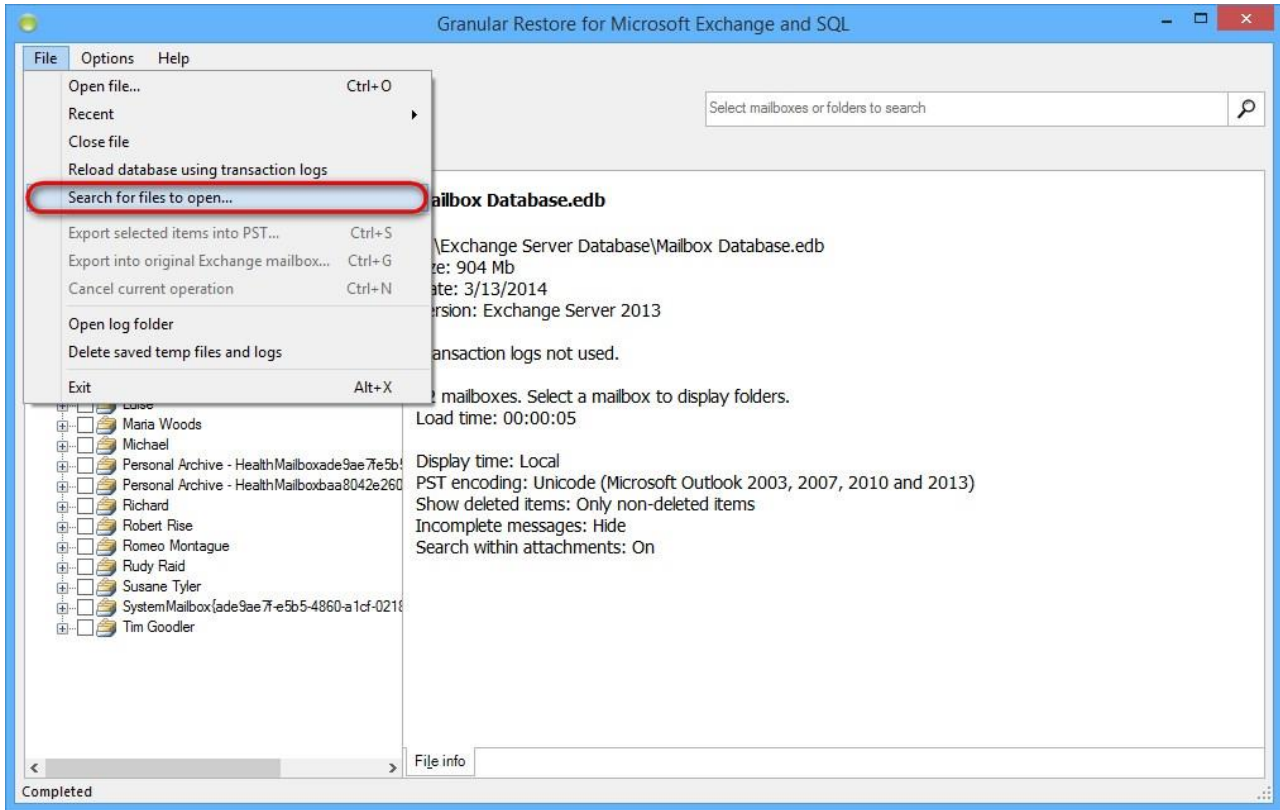 Granular Restore for Microsoft Exchange and SQL
File Options Help
Open file... Ctrl+O
Recent
Close file
Reload database using transaction logs
Search for files to open...
Export selected items into PST... Ctrl+S
Export into original Exchange mailbox... Ctrl+G
Cancel current operation Ctrl+N
Open log folder
Delete saved temp files and logs
Exit Alt+X
Select mailboxes or folders to search
Maria Woods
Michael
Personal Archive - HealthMailboxade9ae7fe5b5
Personal Archive - HealthMailboxbaa8042e260
Richard
Robert Rise
Romeo Montague
Rudy Raid
Susane Tyler
SystemMailbox{ade9ae7f-e5b5-4860-a1cf-0218
Tim Goodler
ailbox Database.edb
\Exchange Server Database\Mailbox Database.edb
ze: 904 Mb
ate: 3/13/2014
ersion: Exchange Server 2013
ansaction logs not used.
2 mailboxes. Select a mailbox to display folders.
Load time: 00:00:05
Display time: Local
PST encoding: Unicode (Microsoft Outlook 2003, 2007, 2010 and 2013)
Show deleted items: Only non-deleted items
Incomplete messages: Hide
Search within attachments: On
File info
Completed